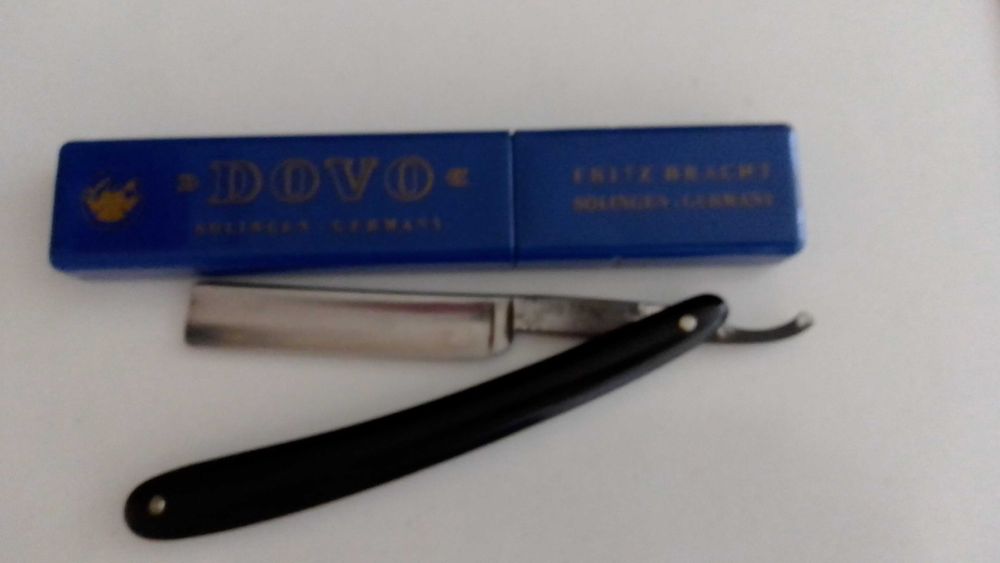 DOVO
SOLINGEN - GERMANY
FRITZ BRACHT
SOLINGEN - GERMANY